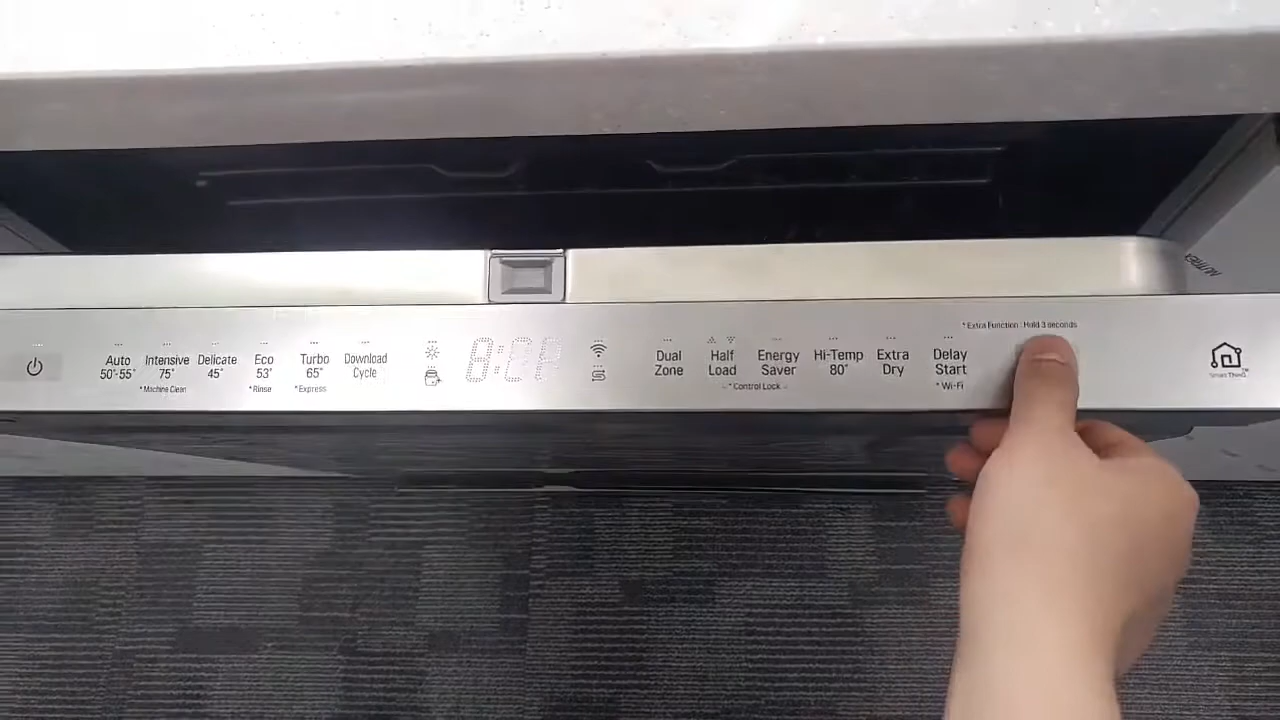 * Extra Function : Hold 3 seconds
Auto
50°-55°
Intensive
75°
* Machine Clean
Delicate
45°
Eco
53°
* Rinse
Turbo
65°
* Express
Download
Cycle
Dual
Zone
Half
Load
Energy
Saver
* Control Lock
Hi-Temp
80°
Extra
Dry
Delay
Start
* Wi-Fi
Smart ThinQ™